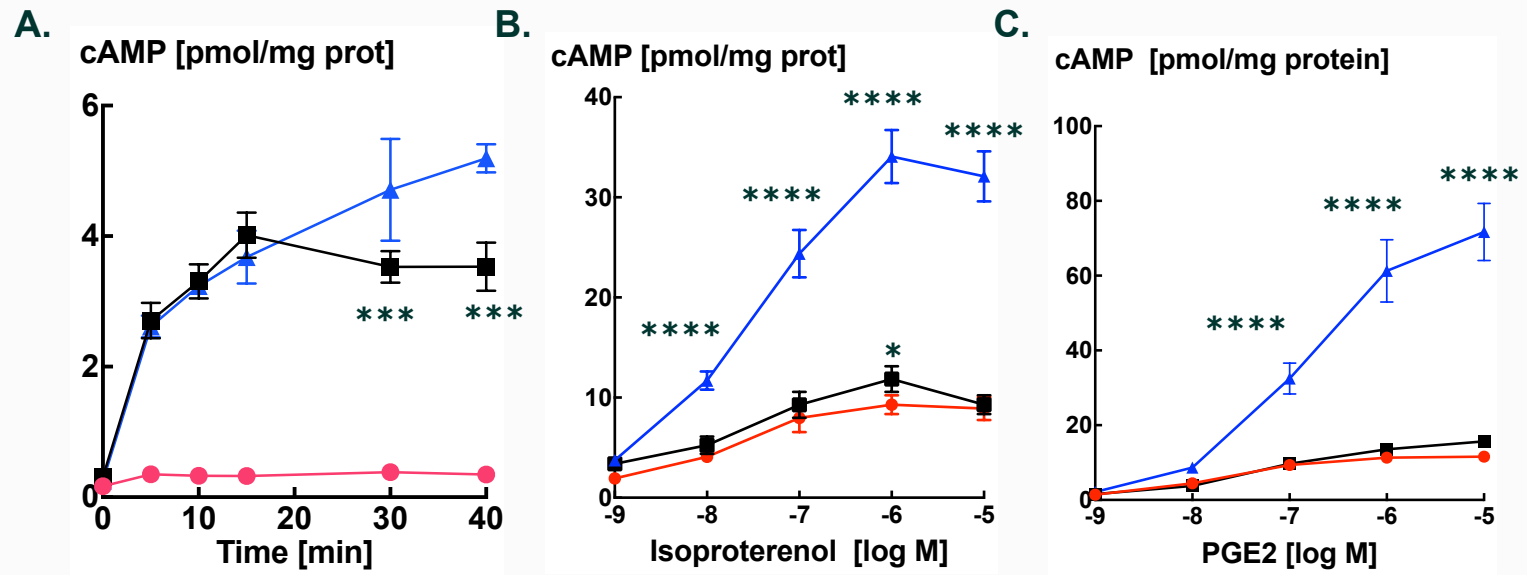 A.
cAMP [pmol/mg prot]
6
4
2
0
0 10 20 30 40
Time [min]
***
***
B.
cAMP [pmol/mg prot]
40
30
20
10
0
-9 -8 -7 -6 -5
Isoproterenol [log M]
****
****
****
****
*
C.
cAMP [pmol/mg protein]
100
80
60
40
20
0
-9 -8 -7 -6 -5
PGE2 [log M]
****
****
****